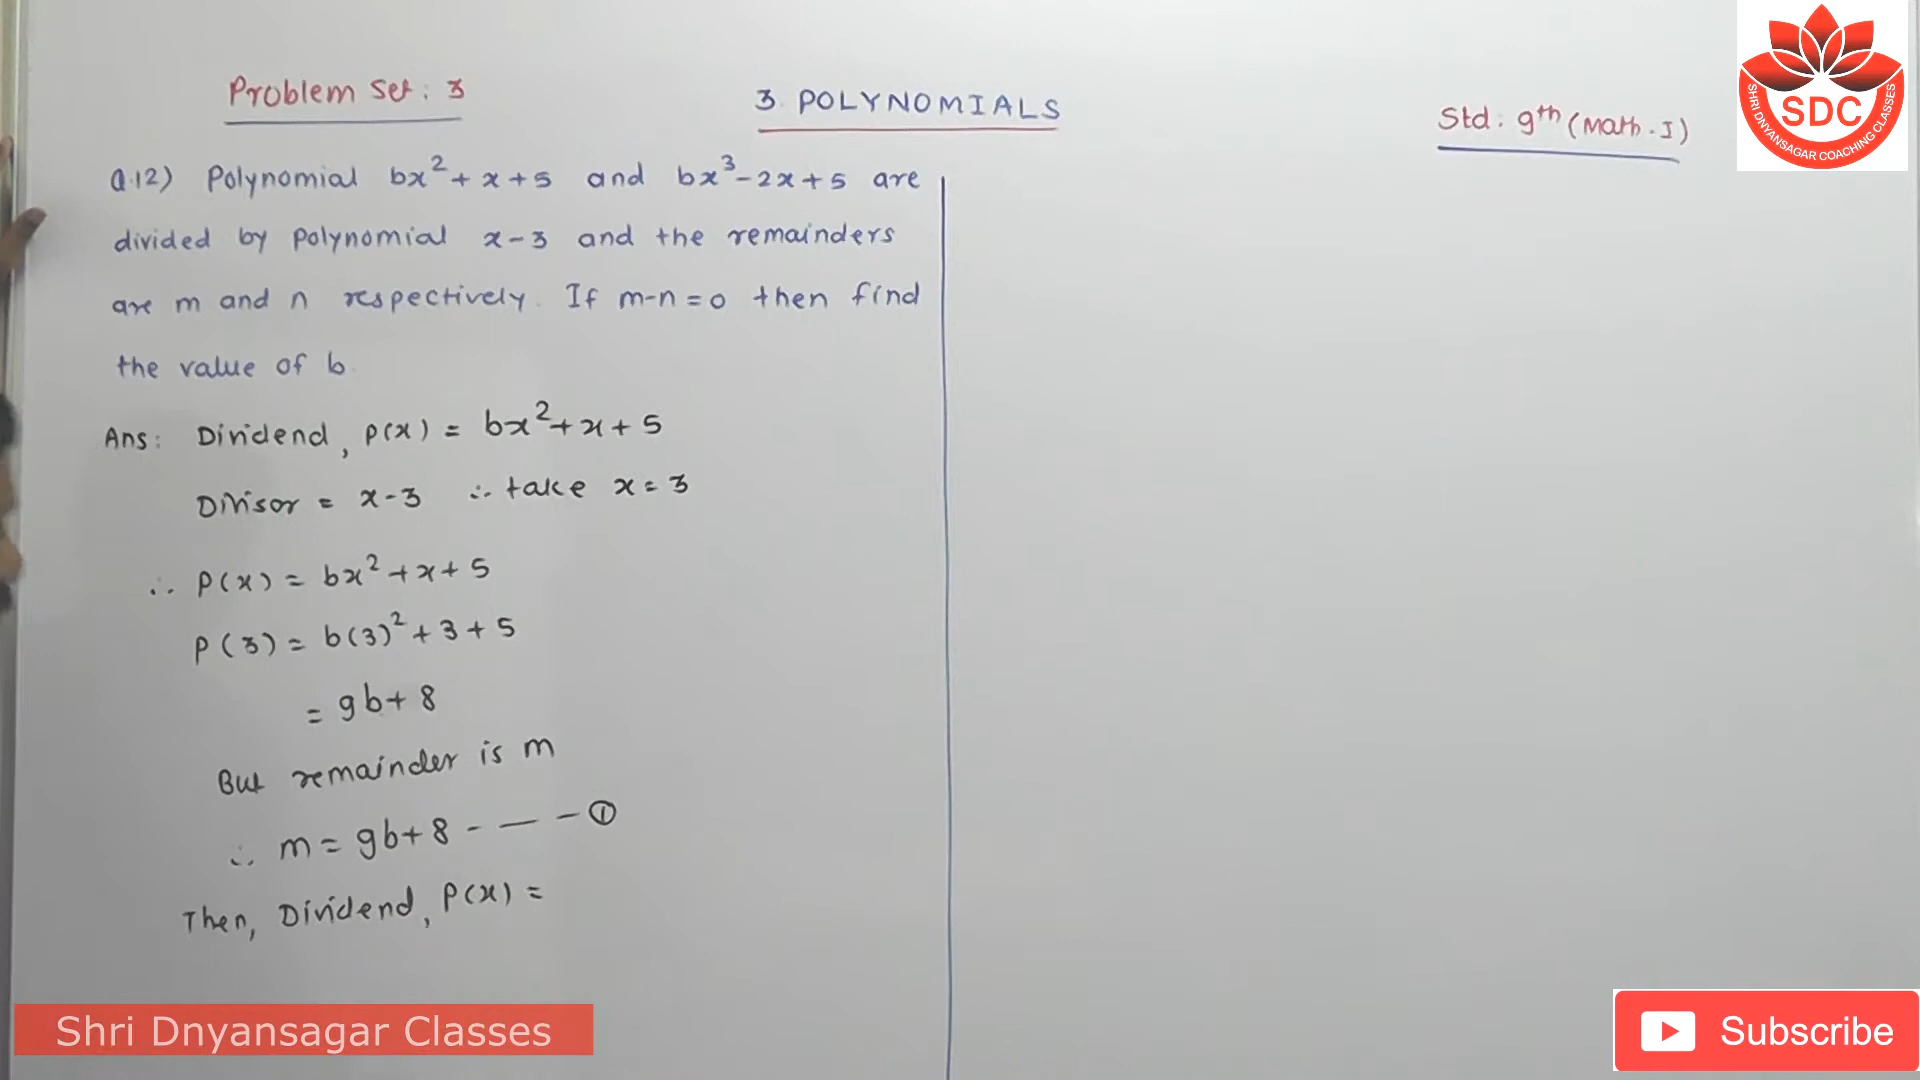 Problem Set: 3
3. POLYNOMIALS
Std: 9th (Math-I)
SDC
SHRI DNYANSAGAR COACHING CLASSES
Q.12) Polynomial bx²+x+5 and bx³-2x+5 are
divided by polynomial x-3 and the remainders
are m and n respectively. If m-n=0 then find
the value of b.
Ans: Dividend, P(x) = bx²+x+5
Divisor = x-3 ∴ take x=3
∴ P(x) = bx²+x+5
P(3) = b(3)²+3+5
= 9b+8
But remainder is m
∴ m = 9b+8 - — - ①
Then, Dividend, P(x) =
Shri Dnyansagar Classes
Subscribe